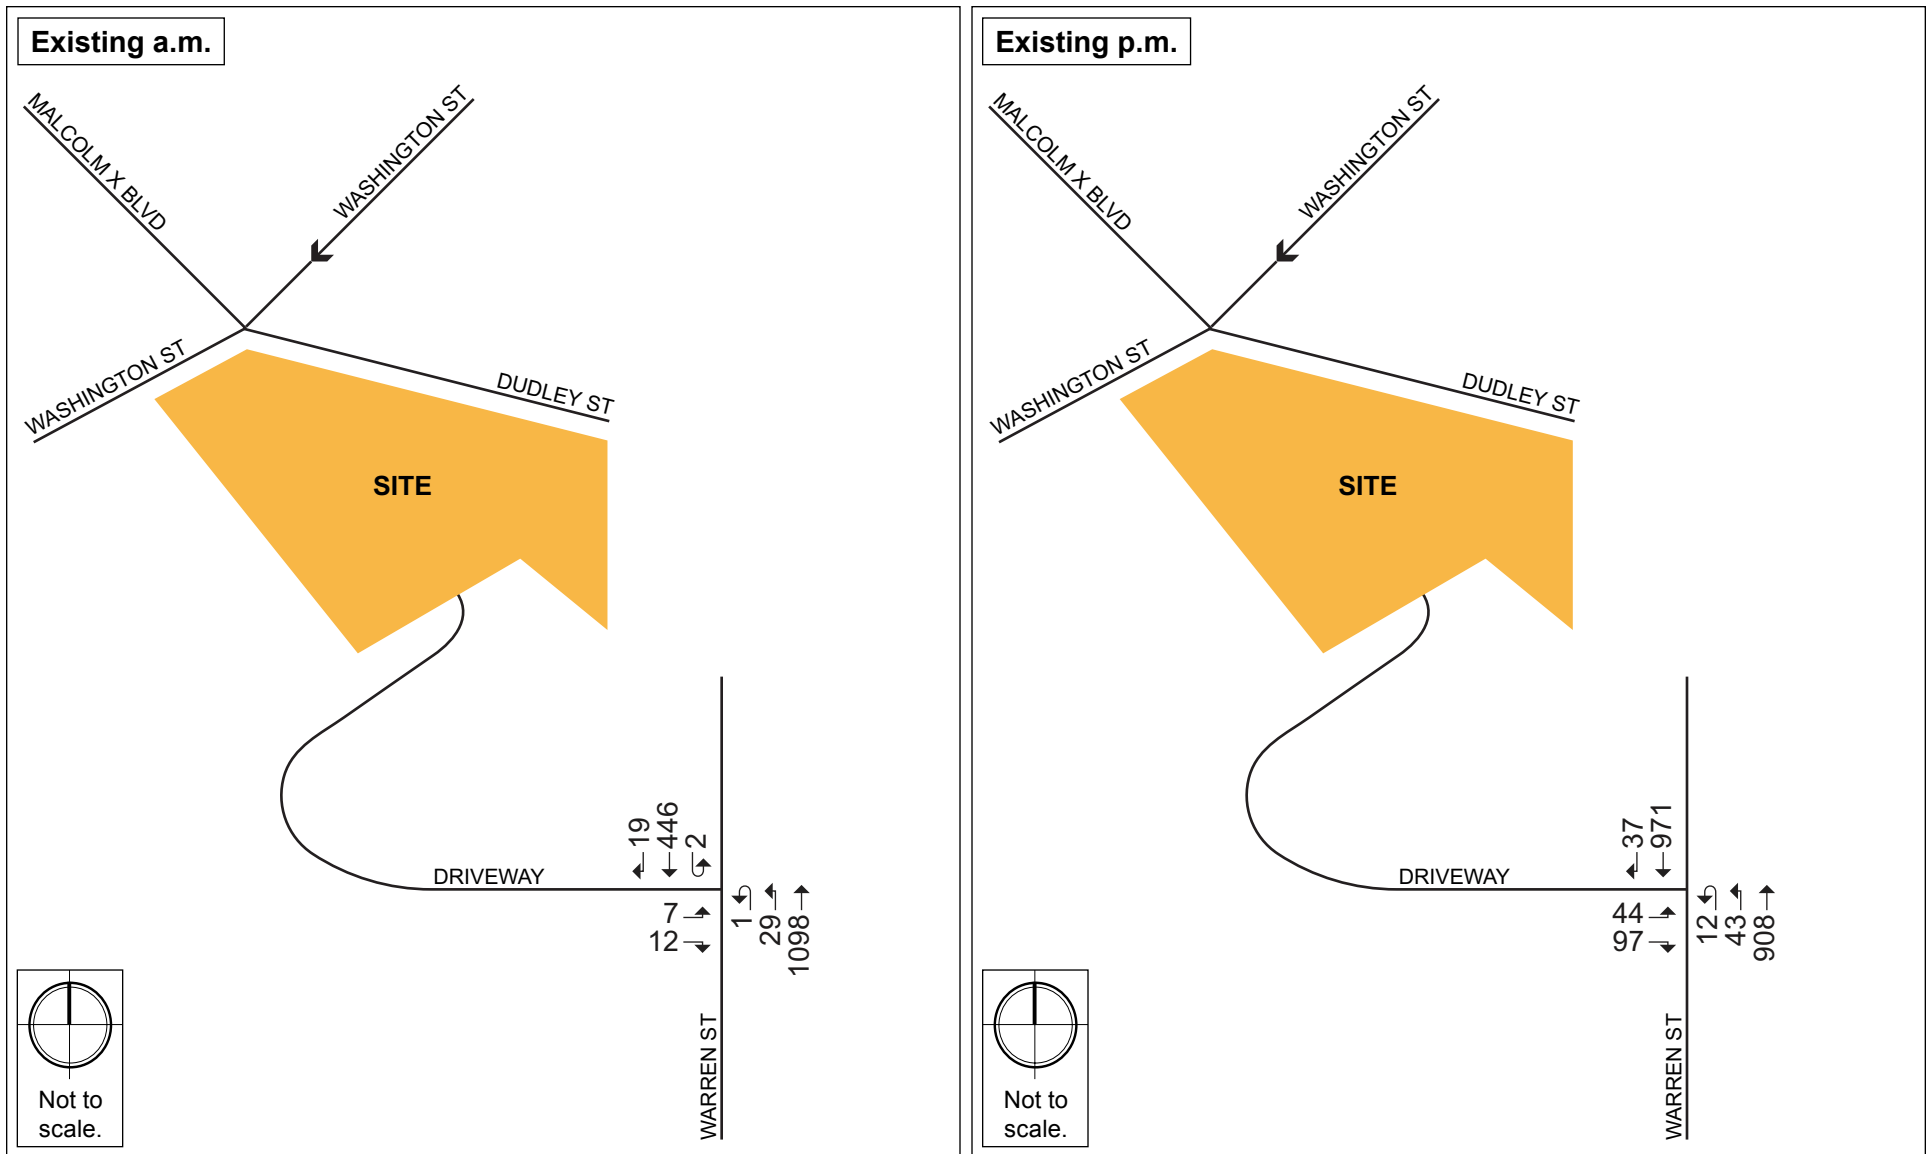 Existing a.m.
MALCOLM X BLVD
WASHINGTON ST
WASHINGTON ST
DUDLEY ST
SITE
19
446
2
DRIVEWAY
7
12
1
29
1098
WARREN ST
Not to
scale.
Existing p.m.
MALCOLM X BLVD
WASHINGTON ST
WASHINGTON ST
DUDLEY ST
SITE
37
971
DRIVEWAY
44
97
12
43
908
WARREN ST
Not to
scale.